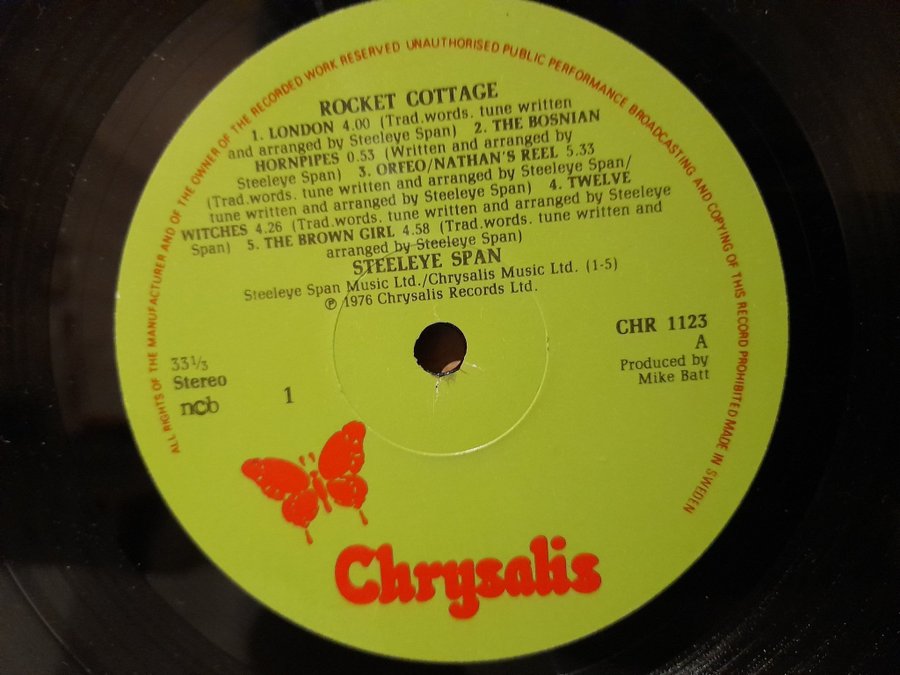 ALL RIGHTS OF THE MANUFACTURER AND OF THE OWNER OF THE RECORDED WORK RESERVED UNAUTHORISED PUBLIC PERFORMANCE BROADCASTING AND COPYING OF THIS RECORD PROHIBITED MADE IN SWEDEN
ROCKET COTTAGE
1. LONDON 4.00 (Trad.words. tune written
and arranged by Steeleye Span) 2. THE BOSNIAN
HORNPIPES 0.53 (Written and arranged by
Steeleye Span) 3. ORFEO/NATHAN'S REEL 5.33
(Trad.words. tune written and arranged by Steeleye Span/
tune written and arranged by Steeleye Span) 4. TWELVE
WITCHES 4.26 (Trad.words. tune written and arranged by Steeleye
Span) 5. THE BROWN GIRL 4.58 (Trad.words. tune written and
arranged by Steeleye Span)
STEELEYE SPAN
Steeleye Span Music Ltd./Chrysalis Music Ltd. (1-5)
℗ 1976 Chrysalis Records Ltd.
CHR 1123
A
Produced by
Mike Batt
33⅓
Stereo
ncb
1
Chrysalis